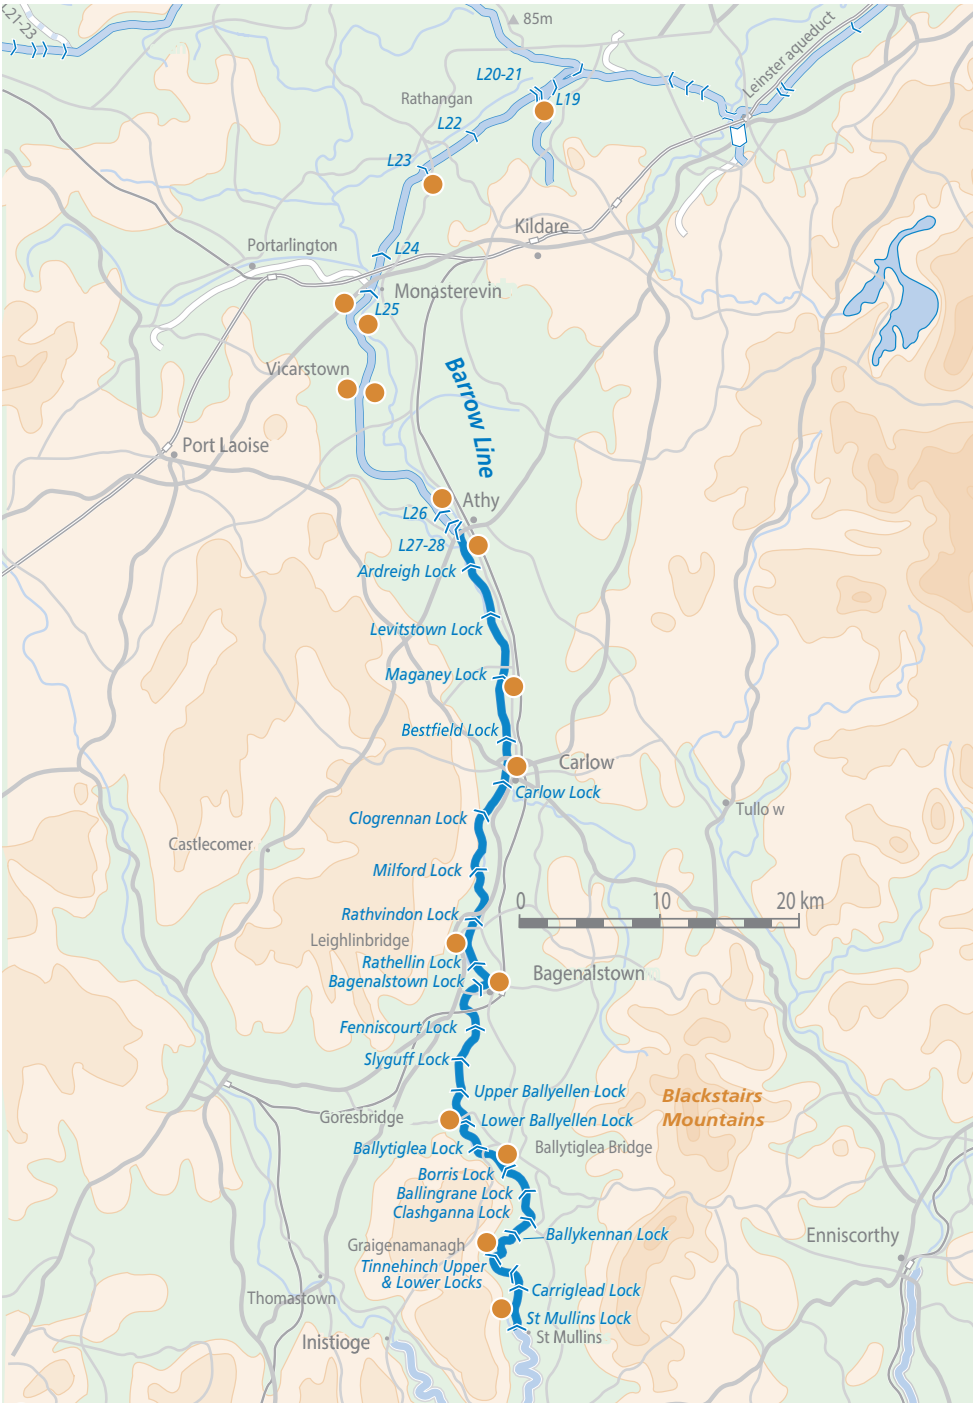 L21-23
85m
Leinster aqueduct
L20-21
Rathangan
L19
L22
L23
Kildare
Portarlington
L24
Monasterevin
L25
Vicarstown
Barrow Line
Port Laoise
Athy
L26
L27-28
Ardreigh Lock
Levitstown Lock
Maganey Lock
Bestfield Lock
Carlow
Carlow Lock
Tullo w
Clogrennan Lock
Castlecomer
Milford Lock
0 10 20 km
Rathvindon Lock
Leighlinbridge
Rathellin Lock
Bagenalstown
Bagenalstown Lock
Fenniscourt Lock
Slyguff Lock
Upper Ballyellen Lock
Blackstairs
Mountains
Goresbridge
Lower Ballyellen Lock
Ballytiglea Lock
Ballytiglea Bridge
Borris Lock
Ballingrane Lock
Clashganna Lock
Ballykennan Lock
Enniscorthy
Graigenamanagh
Tinnehinch Upper
& Lower Locks
Carriglead Lock
Thomastown
St Mullins Lock
St Mullins
Inistioge